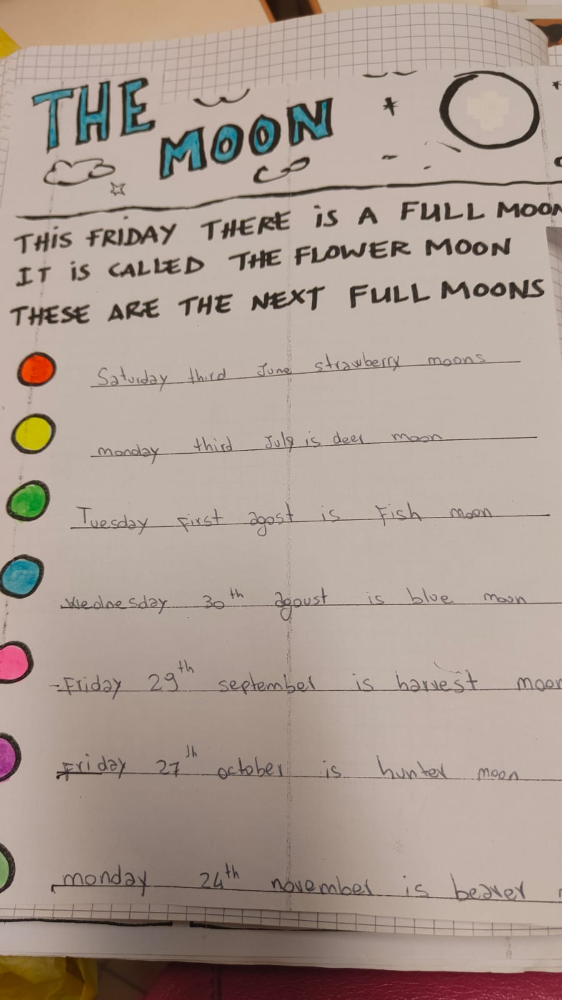 THE
MOON
THIS FRIDAY THERE IS A FULL MOON
IT IS CALLED THE FLOWER MOON
THESE ARE THE NEXT FULL MOONS
Saturday third June strawberry moons
monday third July is deer moon
Tuesday First agost is Fish moon
Wednesday 30th agoust is blue moon
Friday 29th september is harvest moon
Friday 27th october is hunter moon
monday 24th november is beaver